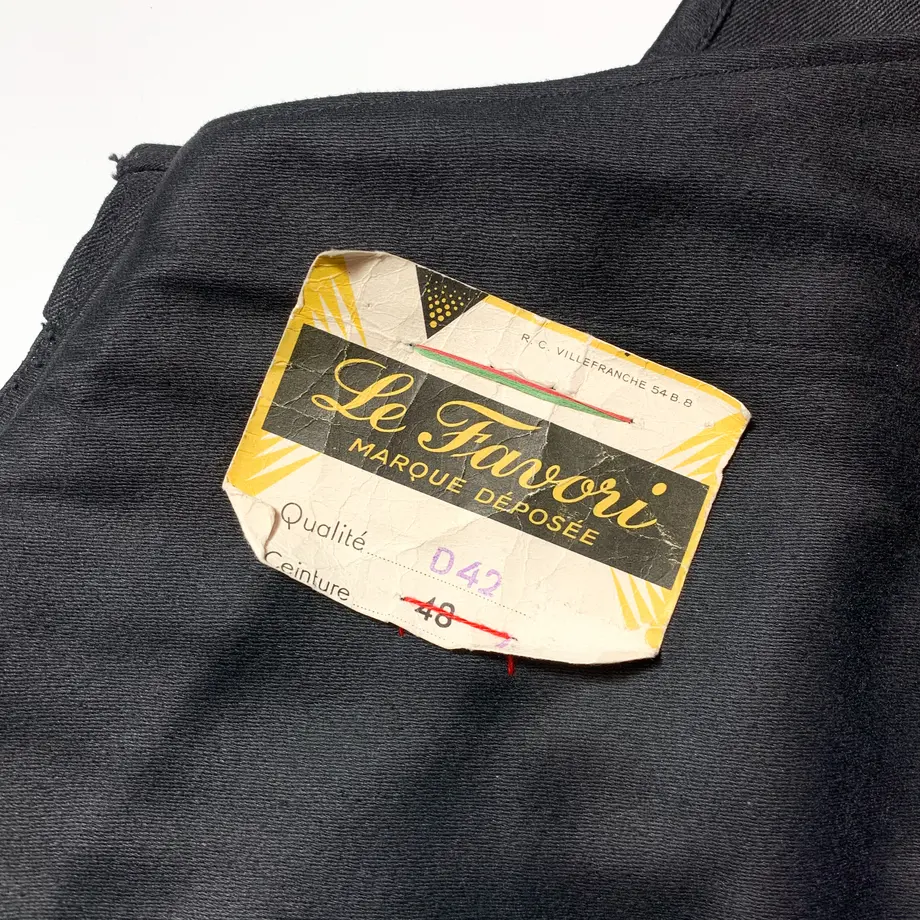 R. C. VILLEFRANCHE 54 B. 8
Le Favori
MARQUE DÉPOSÉE
Qualité D42
Ceinture 48